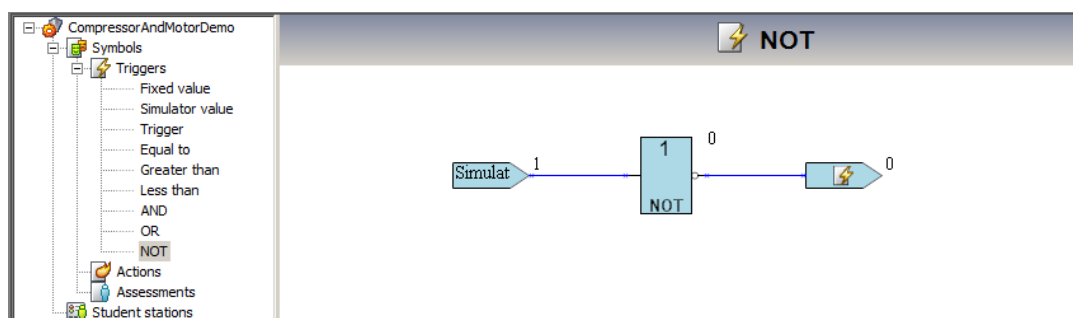 CompressorAndMotorDemo
Symbols
Triggers
Fixed value
Simulator value
Trigger
Equal to
Greater than
Less than
AND
OR
NOT
Actions
Assessments
Student stations
NOT
Simulat
1
1
NOT
0
0